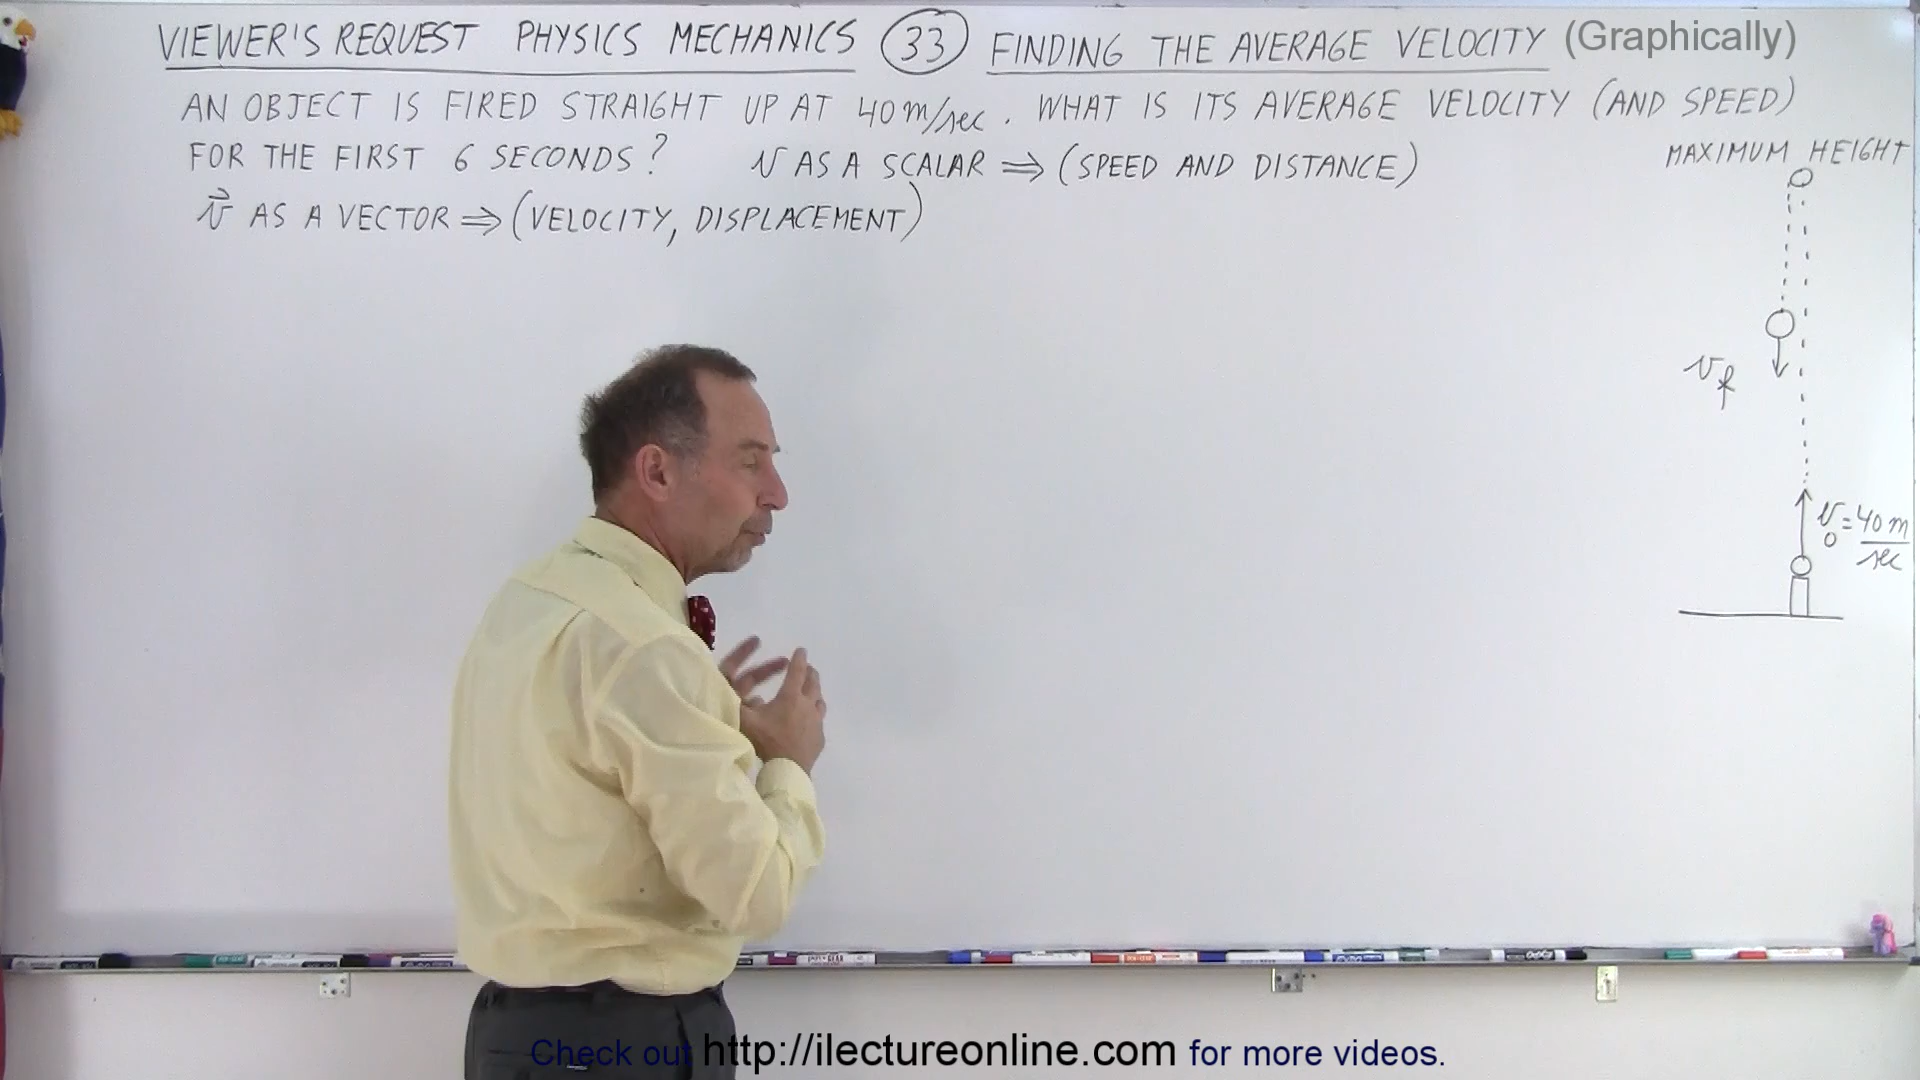 VIEWER'S REQUEST PHYSICS MECHANICS 33 FINDING THE AVERAGE VELOCITY (Graphically)
AN OBJECT IS FIRED STRAIGHT UP AT 40 m/sec. WHAT IS ITS AVERAGE VELOCITY (AND SPEED)
FOR THE FIRST 6 SECONDS? v AS A SCALAR ⇒ (SPEED AND DISTANCE)
v⃗ AS A VECTOR ⇒ (VELOCITY, DISPLACEMENT)
MAXIMUM HEIGHT
v_f
v_0 = 40 m/sec
Check out http://ilectureonline.com for more videos.